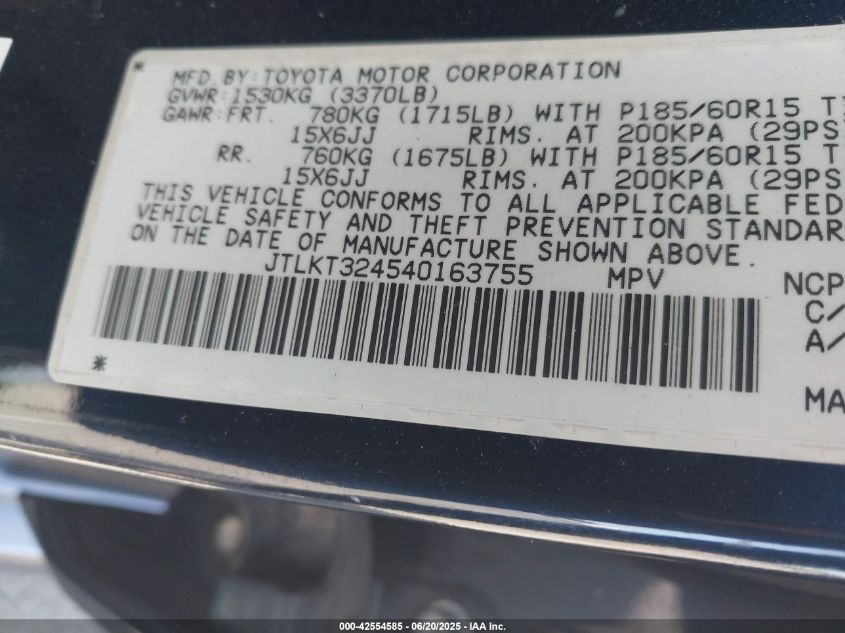 MFD. BY: TOYOTA MOTOR CORPORATION
GVWR: 1530KG (3370LB)
GAWR: FRT. 780KG (1715LB) WITH P185/60R15
15X6JJ RIMS. AT 200KPA (29PS
RR. 760KG (1675LB) WITH P185/60R15 T
15X6JJ RIMS. AT 200KPA (29PS
THIS VEHICLE CONFORMS TO ALL APPLICABLE FED
VEHICLE SAFETY AND THEFT PREVENTION STANDAR
ON THE DATE OF MANUFACTURE SHOWN ABOVE.
JTLKT324540163755 MPV NCP
C/
A/
MA
000-42554585 - 06/20/2025 - IAA Inc.